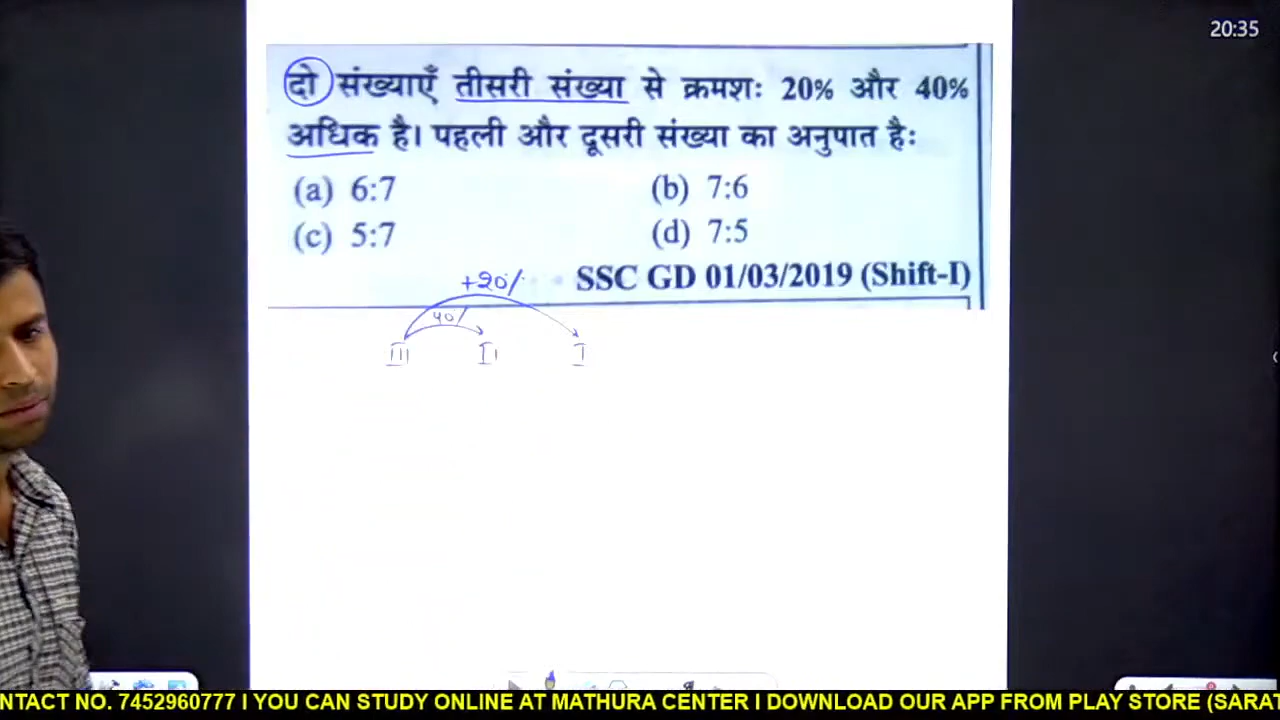 20:35
दो संख्याएँ तीसरी संख्या से क्रमशः 20% और 40%
अधिक है। पहली और दूसरी संख्या का अनुपात हैः
(a) 6:7 (b) 7:6
(c) 5:7 (d) 7:5
SSC GD 01/03/2019 (Shift-I)
+20%
40%
III II I
NTACT NO. 7452960777 I YOU CAN STUDY ONLINE AT MATHURA CENTER I DOWNLOAD OUR APP FROM PLAY STORE (SARAT